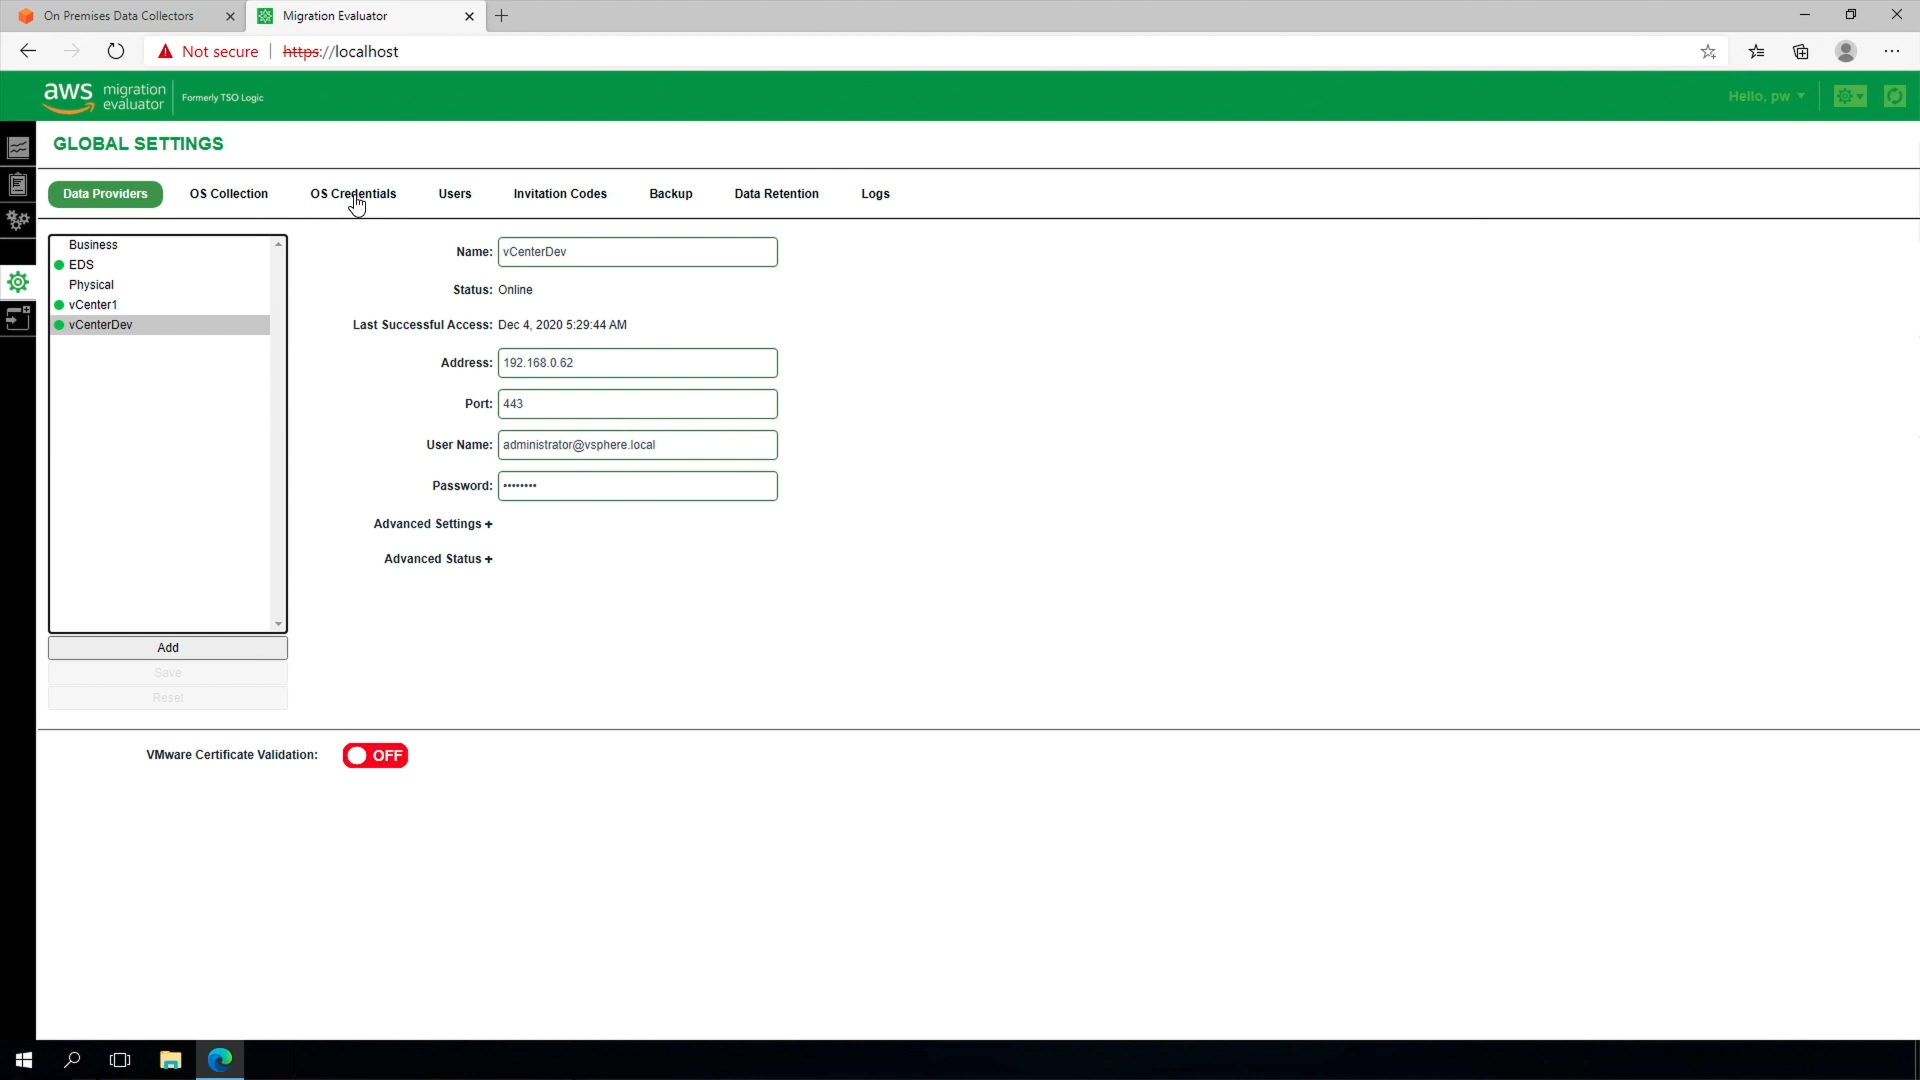 On Premises Data Collectors
Migration Evaluator
Not secure
https://localhost
aws migration evaluator
Formerly TSO Logic
Hello, pw
GLOBAL SETTINGS
Data Providers OS Collection OS Credentials Users Invitation Codes Backup Data Retention Logs
Business
EDS
Physical
vCenter1
vCenterDev
Add
Save
Reset
Name: vCenterDev
Status: Online
Last Successful Access: Dec 4, 2020 5:29:44 AM
Address: 192.168.0.62
Port: 443
User Name: administrator@vsphere.local
Password: ••••••••
Advanced Settings +
Advanced Status +
VMware Certificate Validation: OFF